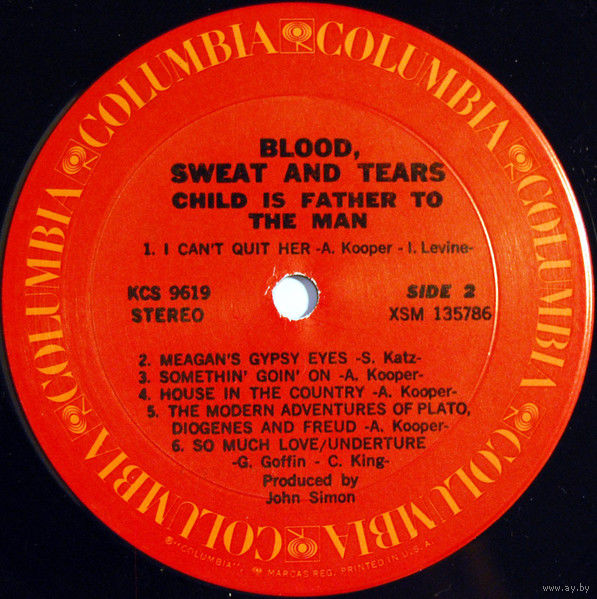 COLUMBIA COLUMBIA COLUMBIA COLUMBIA COLUMBIA COLUMBIA
BLOOD,
SWEAT AND TEARS
CHILD IS FATHER TO
THE MAN
1. I CAN'T QUIT HER -A. Kooper - I. Levine-
KCS 9619
STEREO
SIDE 2
XSM 135786
2. MEAGAN'S GYPSY EYES -S. Katz-
3. SOMETHIN' GOIN' ON -A. Kooper-
4. HOUSE IN THE COUNTRY -A. Kooper-
5. THE MODERN ADVENTURES OF PLATO,
DIOGENES AND FREUD -A. Kooper-
6. SO MUCH LOVE/UNDERTURE
-G. Goffin - C. King-
Produced by
John Simon
®"COLUMBIA", Ⓜ MARCAS REG. PRINTED IN U.S.A.
www.ay.by